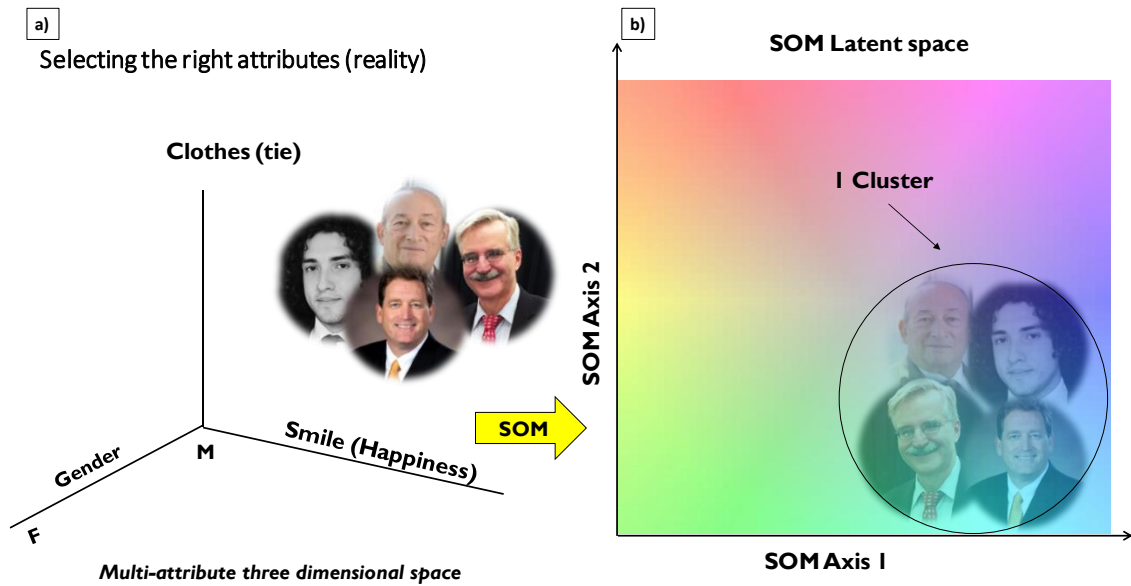 a)
Selecting the right attributes (reality)
Clothes (tie)
Gender
M
F
Smile (Happiness)
Multi-attribute three dimensional space
SOM
b)
SOM Latent space
1 Cluster
SOM Axis 2
SOM Axis 1